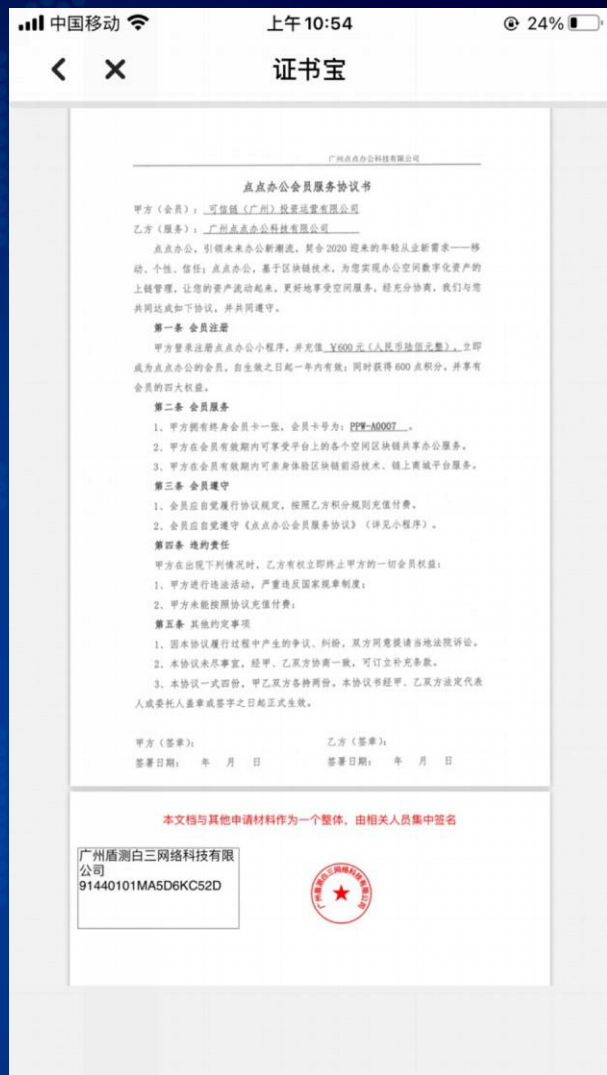 中国移动 上午10:54 24%
证书宝
广州点点办公科技有限公司
点点办公会员服务协议书
甲方（会员）：可信链（广州）投资运营有限公司
乙方（服务）：广州点点办公科技有限公司
点点办公，引领未来办公新潮流，契合 2020 迎来的年轻从业新需求——移
动、个性、信任；点点办公，基于区块链技术，为您实现办公空间数字化资产的
上链管理，让您的资产流动起来，更好地享受空间服务，经充分协商，我们与您
共同达成如下协议，并共同遵守。
第一条 会员注册
甲方登录注册点点办公小程序，并充值 ¥600 元（人民币陆佰元整），立即
成为点点办公的会员，自生效之日起一年内有效；同时获得 600 点积分，并享有
会员的四大权益。
第二条 会员服务
1、甲方拥有终身会员卡一张，会员卡号为：PPW-A0007 。
2、甲方在会员有效期内可享受平台上的各个空间区块链共享办公服务。
3、甲方在会员有效期内可亲身体验区块链前沿技术、链上商城平台服务。
第三条 会员遵守
1、会员应自觉履行协议规定，按照乙方积分规则充值付费。
2、会员应自觉遵守《点点办公会员服务协议》（详见小程序）。
第四条 违约责任
甲方在出现下列情况时，乙方有权立即终止甲方的一切会员权益：
1、甲方进行违法活动，严重违反国家规章制度；
2、甲方未能按照协议充值付费；
第五条 其他约定事项
1、因本协议履行过程中产生的争议、纠纷，双方同意提请当地法院诉讼。
2、本协议未尽事宜，经甲、乙双方协商一致，可订立补充条款。
3、本协议一式四份，甲乙双方各持两份。本协议书经甲、乙双方法定代表
人或委托人盖章或签字之日起正式生效。
甲方（签章）： 乙方（签章）：
签署日期： 年 月 日 签署日期： 年 月 日
本文档与其他申请材料作为一个整体，由相关人员集中签名
广州盾测白三网络科技有限
公司
91440101MA5D6KC52D
广州盾测白三网络科技有限公司